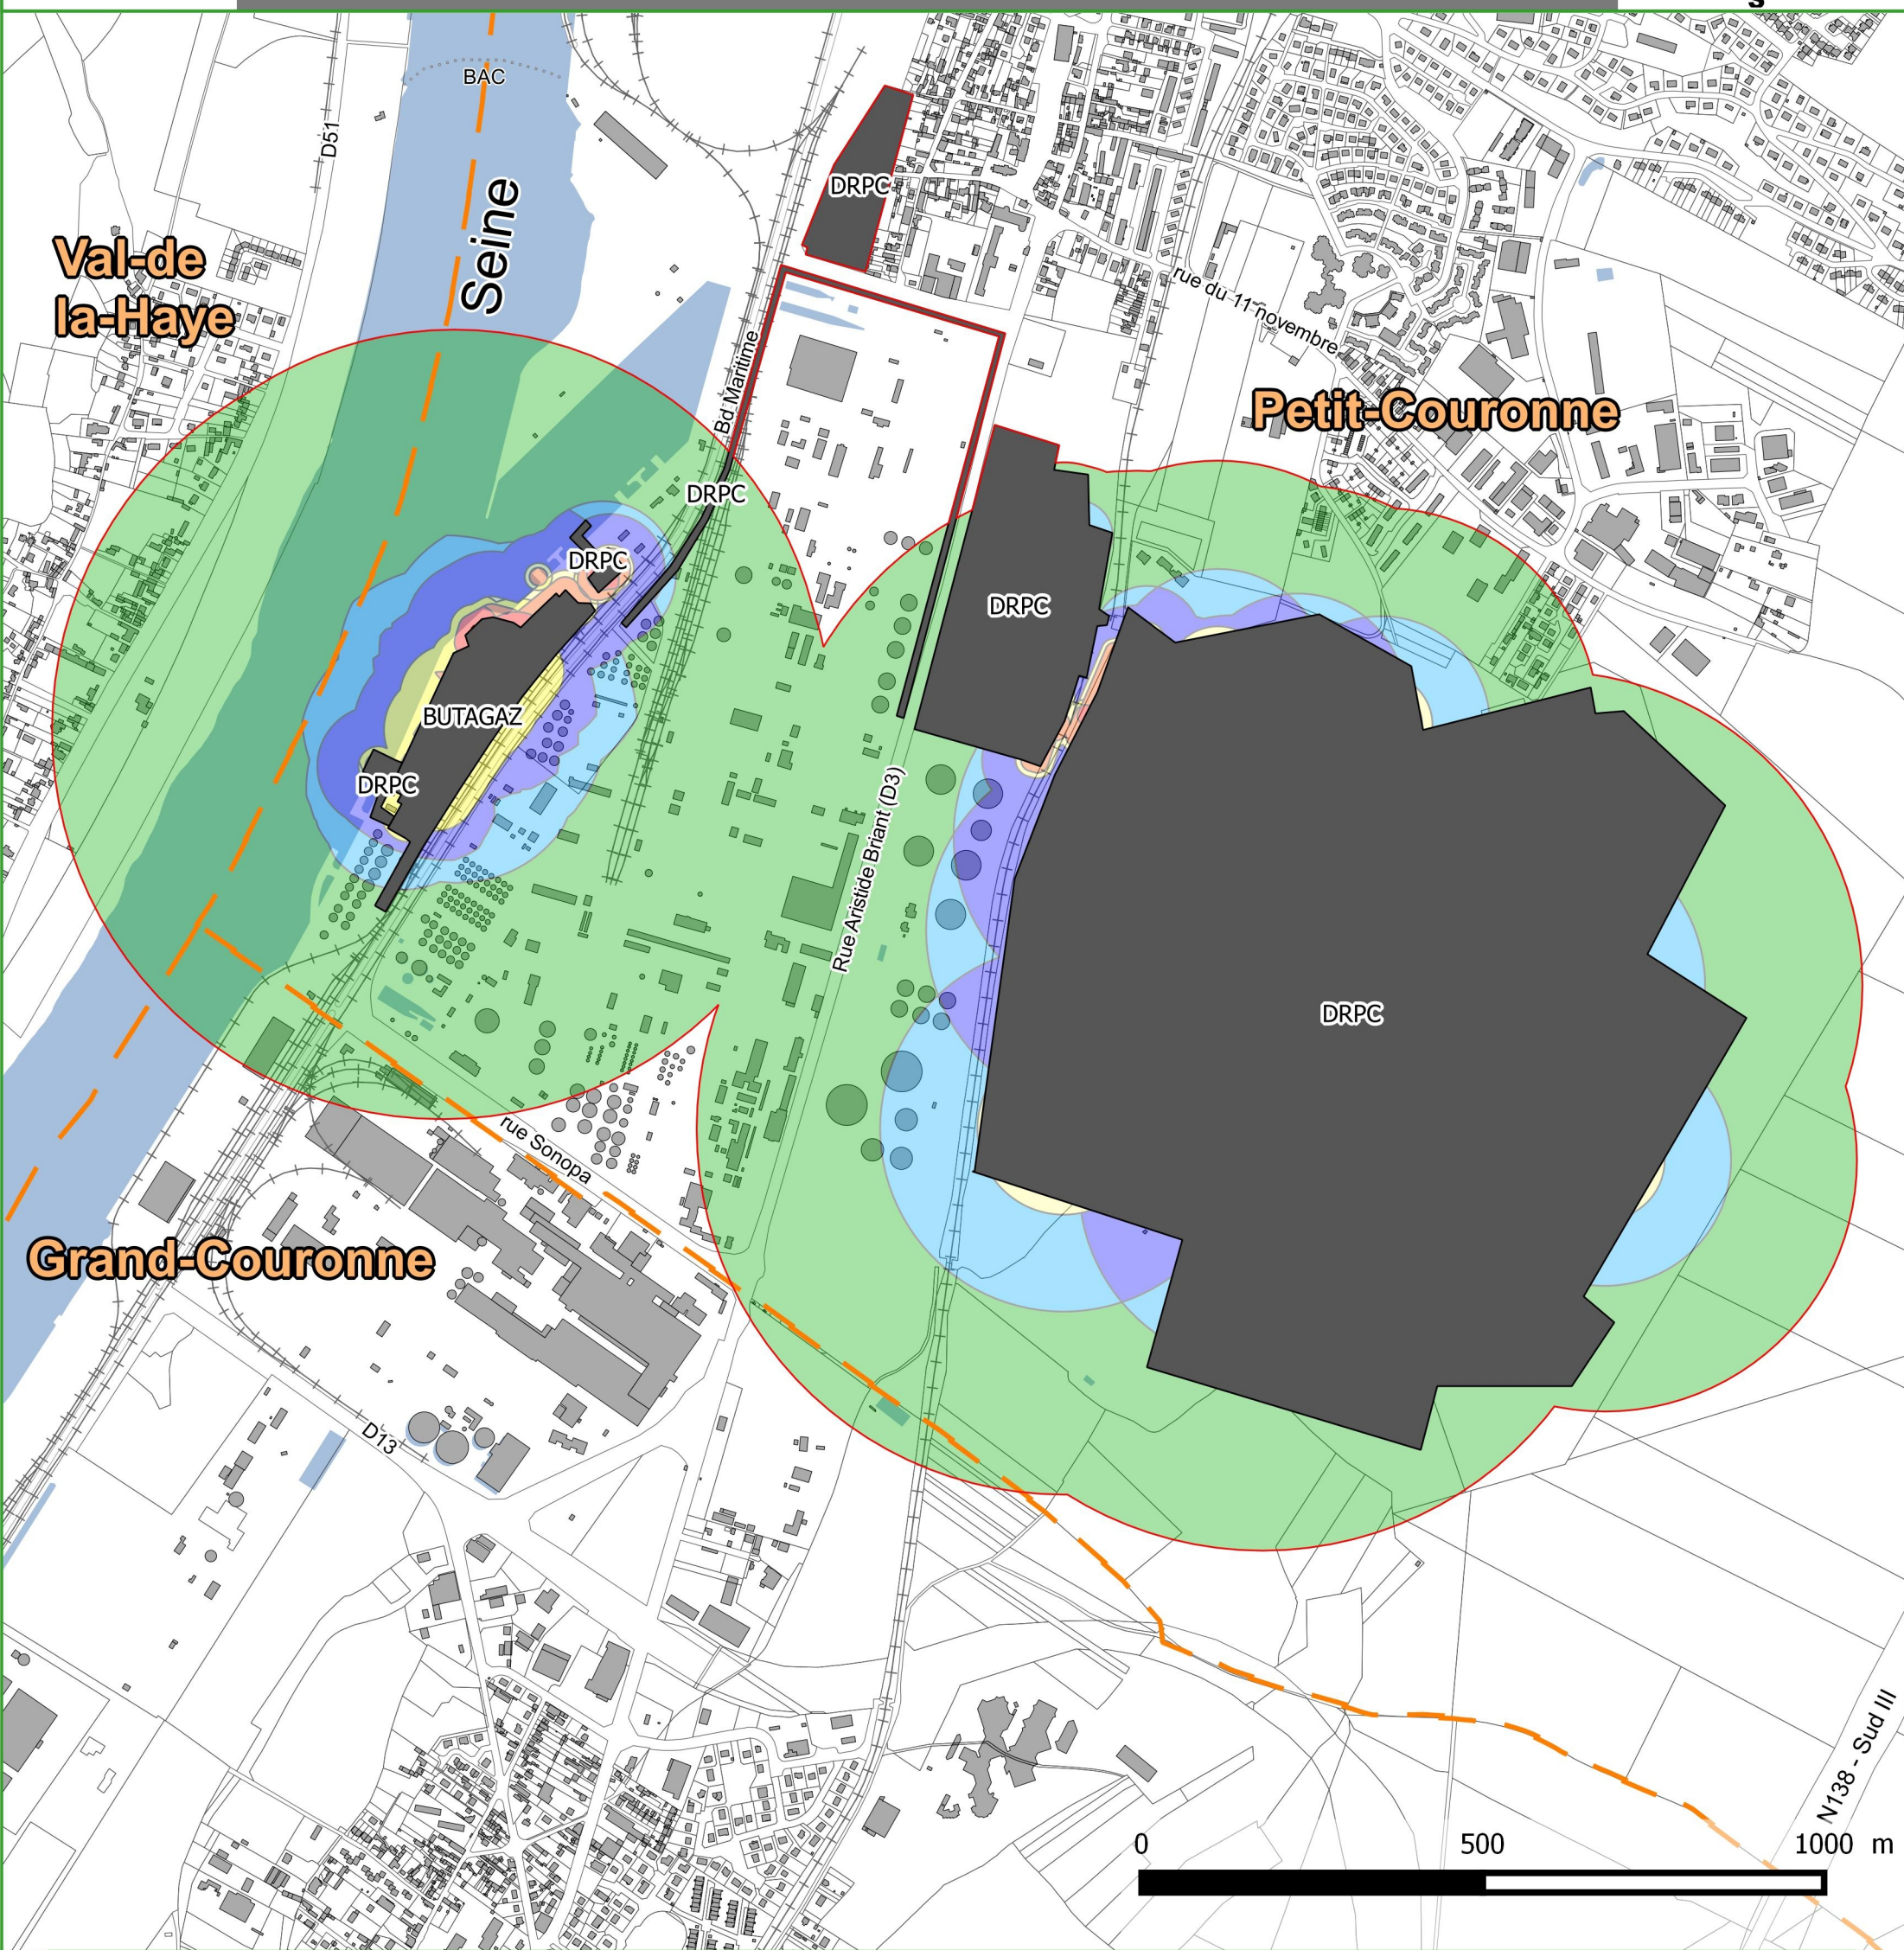 BAC
D51
Seine
DRPC
Val-de
la-Haye
rue du 11 novembre
Bd Maritime
Petit-Couronne
DRPC
DRPC
DRPC
BUTAGAZ
DRPC
Rue Aristide Briant (D3)
DRPC
rue Sonopa
Grand-Couronne
D13
N138 - Sud III
0 500 1000 m